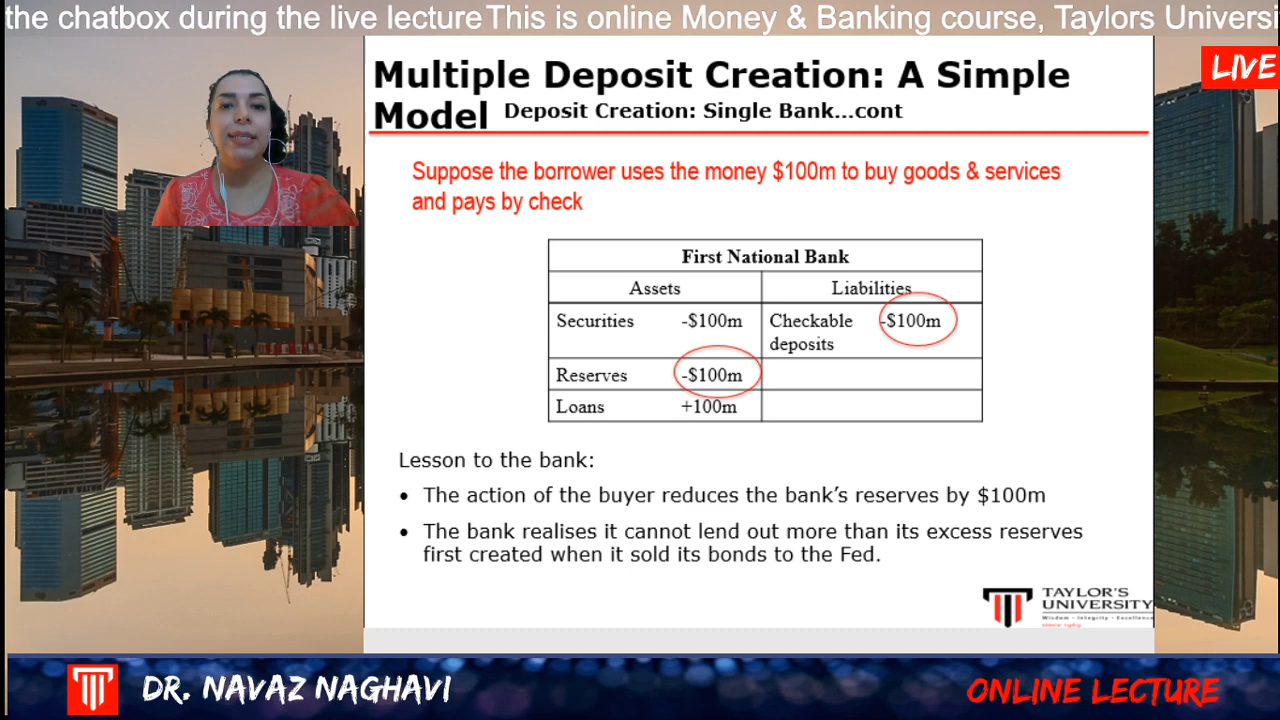 the chatbox during the live lecture This is online Money & Banking course, Taylors Universi
LIVE
Multiple Deposit Creation: A Simple
Model Deposit Creation: Single Bank...cont
Suppose the borrower uses the money $100m to buy goods & services
and pays by check
First National Bank
Assets Liabilities
Securities -$100m Checkable -$100m
deposits
Reserves -$100m
Loans +100m
Lesson to the bank:
• The action of the buyer reduces the bank's reserves by $100m
• The bank realises it cannot lend out more than its excess reserves
first created when it sold its bonds to the Fed.
TAYLOR'S
UNIVERSITY
Wisdom · Integrity · Excellence
since 1969
DR. NAVAZ NAGHAVI
ONLINE LECTURE